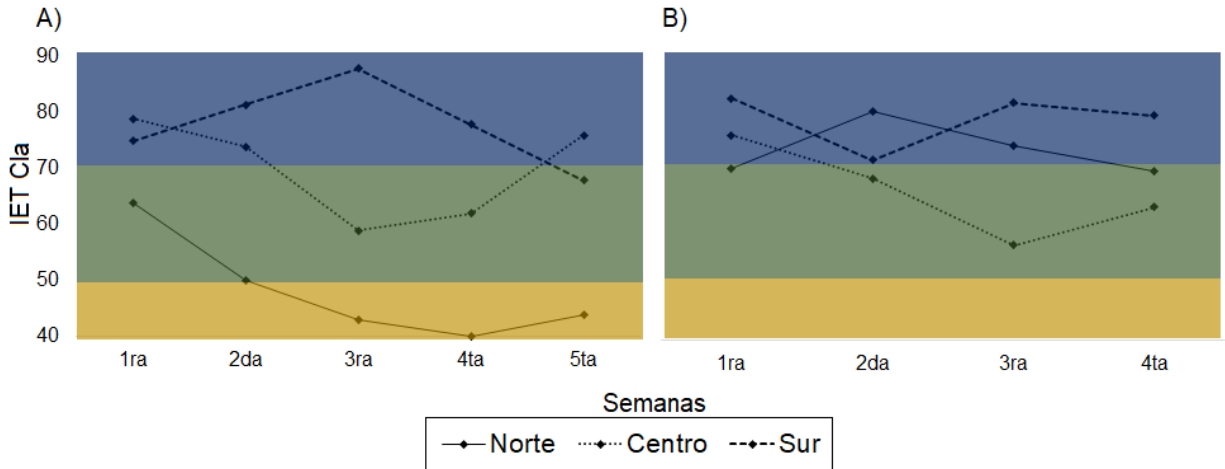 A)
B)
90
80
70
60
50
40
IET Cla
1ra 2da 3ra 4ta 5ta
1ra 2da 3ra 4ta
Semanas
Norte Centro Sur